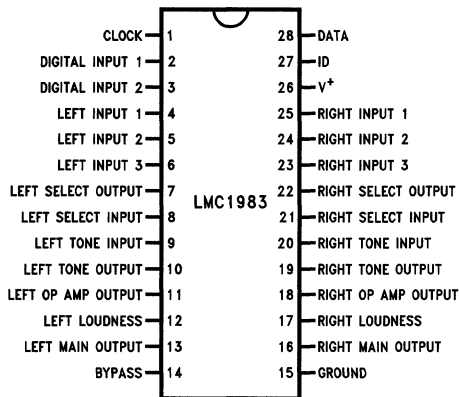 CLOCK 1 28 DATA
DIGITAL INPUT 1 2 27 ID
DIGITAL INPUT 2 3 26 V+
LEFT INPUT 1 4 25 RIGHT INPUT 1
LEFT INPUT 2 5 24 RIGHT INPUT 2
LEFT INPUT 3 6 23 RIGHT INPUT 3
LEFT SELECT OUTPUT 7 22 RIGHT SELECT OUTPUT
LMC1983
LEFT SELECT INPUT 8 21 RIGHT SELECT INPUT
LEFT TONE INPUT 9 20 RIGHT TONE INPUT
LEFT TONE OUTPUT 10 19 RIGHT TONE OUTPUT
LEFT OP AMP OUTPUT 11 18 RIGHT OP AMP OUTPUT
LEFT LOUDNESS 12 17 RIGHT LOUDNESS
LEFT MAIN OUTPUT 13 16 RIGHT MAIN OUTPUT
BYPASS 14 15 GROUND